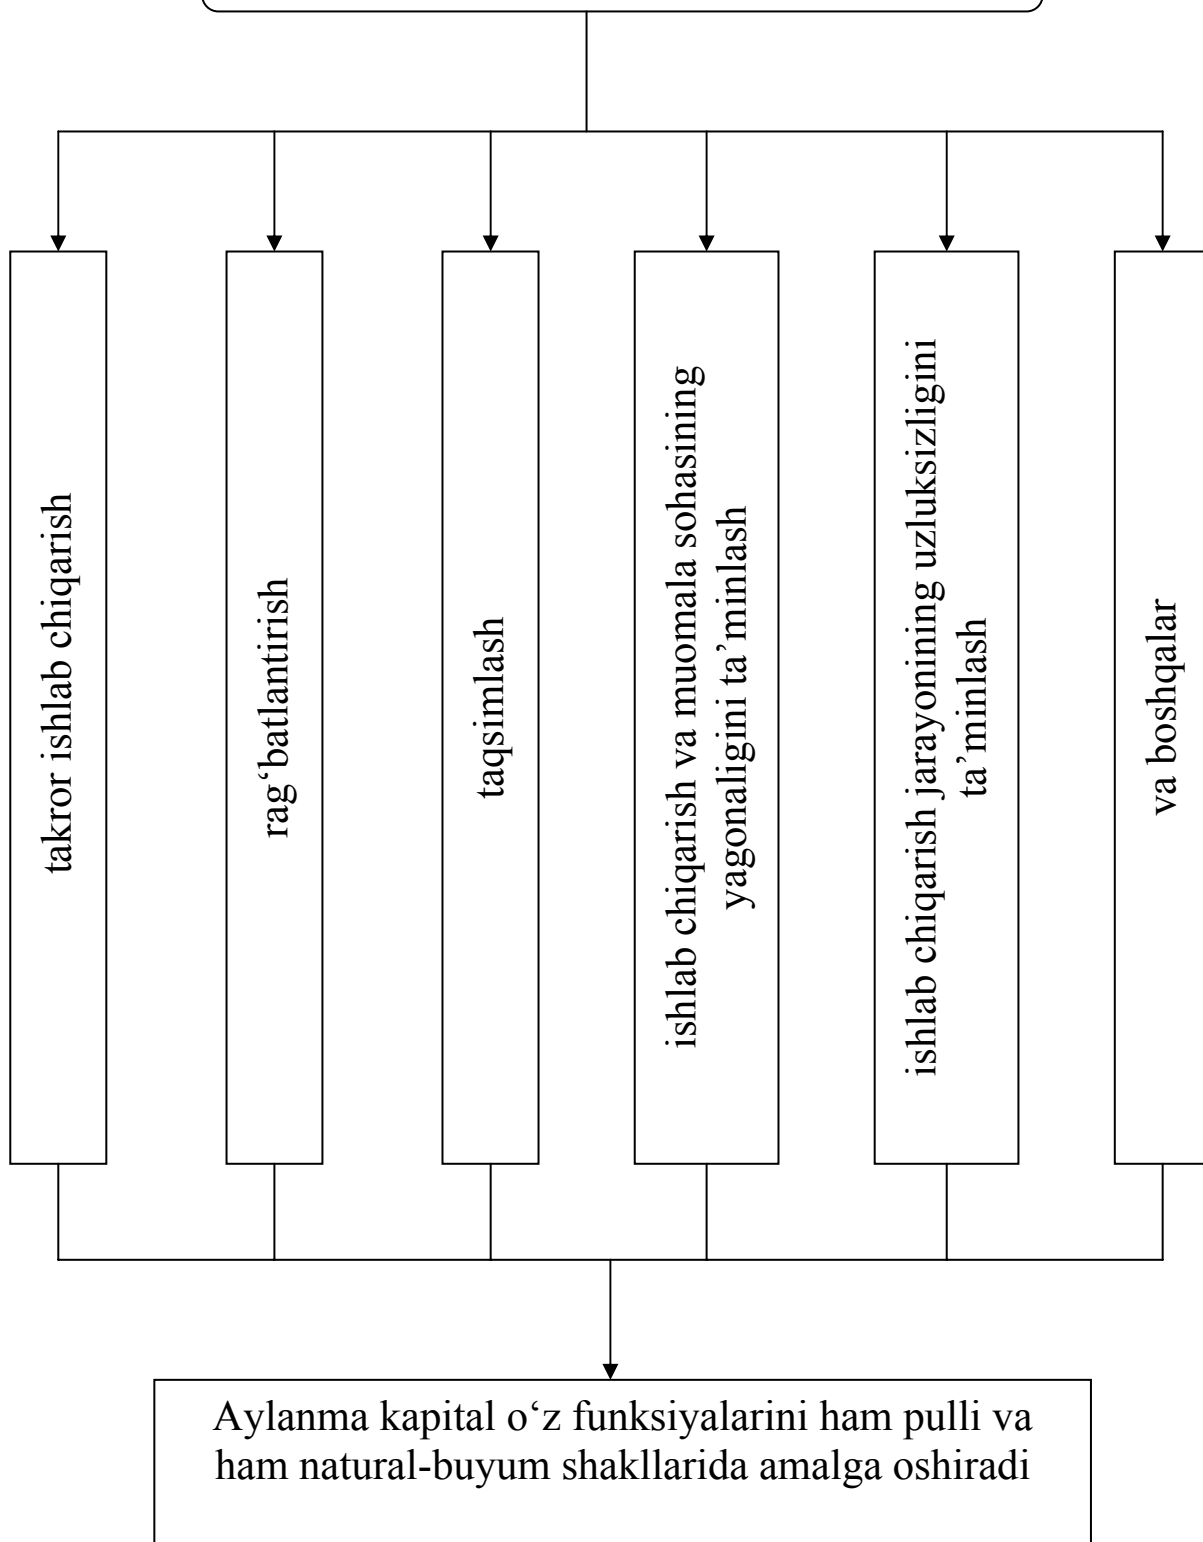 takror ishlab chiqarish
rag‘batlantirish
taqsimlash
ishlab chiqarish va muomala sohasining
yagonaligini ta’minlash
ishlab chiqarish jarayonining uzluksizligini
ta’minlash
va boshqalar
Aylanma kapital o‘z funksiyalarini ham pulli va
ham natural-buyum shakllarida amalga oshiradi